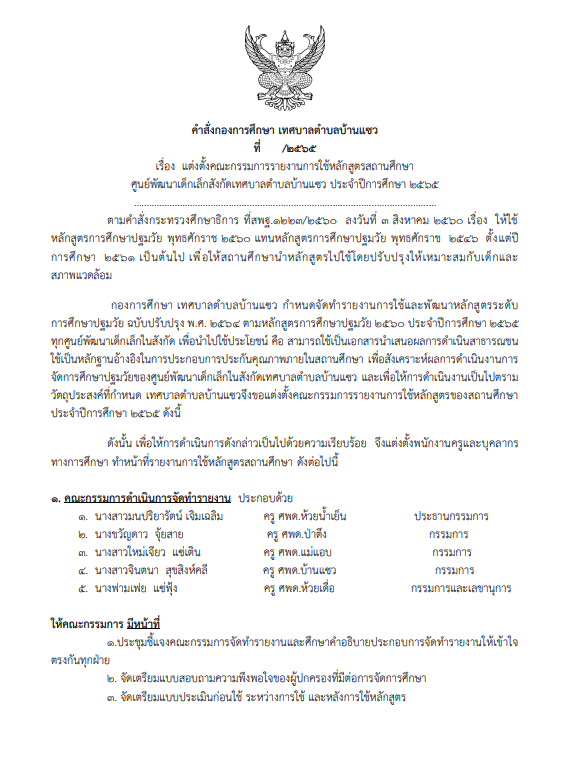 คำสั่งกองการศึกษา เทศบาลตำบลบ้านแซว
ที่ /๒๕๖๕
เรื่อง แต่งตั้งคณะกรรมการรายงานการใช้หลักสูตรสถานศึกษา
ศูนย์พัฒนาเด็กเล็กสังกัดเทศบาลตำบลบ้านแซว ประจำปีการศึกษา ๒๕๖๕
ตามคำสั่งกระทรวงศึกษาธิการ ที่สพฐ.๑๒๒๓/๒๕๖๐ ลงวันที่ ๓ สิงหาคม ๒๕๖๐ เรื่อง ให้ใช้
หลักสูตรการศึกษาปฐมวัย พุทธศักราช ๒๕๖๐ แทนหลักสูตรการศึกษาปฐมวัย พุทธศักราช ๒๕๔๖ ตั้งแต่ปี
การศึกษา ๒๕๖๑ เป็นต้นไป เพื่อให้สถานศึกษานำหลักสูตรไปใช้โดยปรับปรุงให้เหมาะสมกับเด็กและ
สภาพแวดล้อม
กองการศึกษา เทศบาลตำบลบ้านแซว กำหนดจัดทำรายงานการใช้และพัฒนาหลักสูตรระดับ
การศึกษาปฐมวัย ฉบับปรับปรุง พ.ศ. ๒๕๖๔ ตามหลักสูตรการศึกษาปฐมวัย ๒๕๖๐ ประจำปีการศึกษา ๒๕๖๕
ทุกศูนย์พัฒนาเด็กเล็กในสังกัด เพื่อนำไปใช้ประโยชน์ คือ สามารถใช้เป็นเอกสารนำเสนอผลการดำเนินสาธารณชน
ใช้เป็นหลักฐานอ้างอิงในการประกอบการประกันคุณภาพภายในสถานศึกษา เพื่อสังเคราะห์ผลการดำเนินงานการ
จัดการศึกษาปฐมวัยของศูนย์พัฒนาเด็กเล็กในสังกัดเทศบาลตำบลบ้านแซว และเพื่อให้การดำเนินงานเป็นไปตราม
วัตถุประสงค์ที่กำหนด เทศบาลตำบลบ้านแซวจึงขอแต่งตั้งคณะกรรมการรายงานการใช้หลักสูตรของสถานศึกษา
ประจำปีการศึกษา ๒๕๖๕ ดังนี้
ดังนั้น เพื่อให้การดำเนินการดังกล่าวเป็นไปด้วยความเรียบร้อย จึงแต่งตั้งพนักงานครูและบุคลากร
ทางการศึกษา ทำหน้าที่รายงานการใช้หลักสูตรสถานศึกษา ดังต่อไปนี้
๑. คณะกรรมการดำเนินการจัดทำรายงาน ประกอบด้วย
๑. นางสาวมนปริยารัตน์ เจิมเฉลิม ครู ศพด.ห้วยน้ำเย็น ประธานกรรมการ
๒. นางขวัญดาว จุ้ยสาย ครู ศพด.ป่าตึง กรรมการ
๓. นางสาวใหม่เจียว แซ่เติน ครู ศพด.แม่แอบ กรรมการ
๔. นางสาวจินตนา สุขสิงห์คลี ครู ศพด.บ้านแซว กรรมการ
๕. นางฟามเฟย แซ่ฟุ้ง ครู ศพด.ห้วยเดื่อ กรรมการและเลขานุการ
ให้คณะกรรมการ มีหน้าที่
๑.ประชุมชี้แจงคณะกรรมการจัดทำรายงานและศึกษาคำอธิบายประกอบการจัดทำรายงานให้เข้าใจ
ตรงกันทุกฝ่าย
๒. จัดเตรียมแบบสอบถามความพึงพอใจของผู้ปกครองที่มีต่อการจัดการศึกษา
๓. จัดเตรียมแบบประเมินก่อนใช้ ระหว่างการใช้ และหลังการใช้หลักสูตร